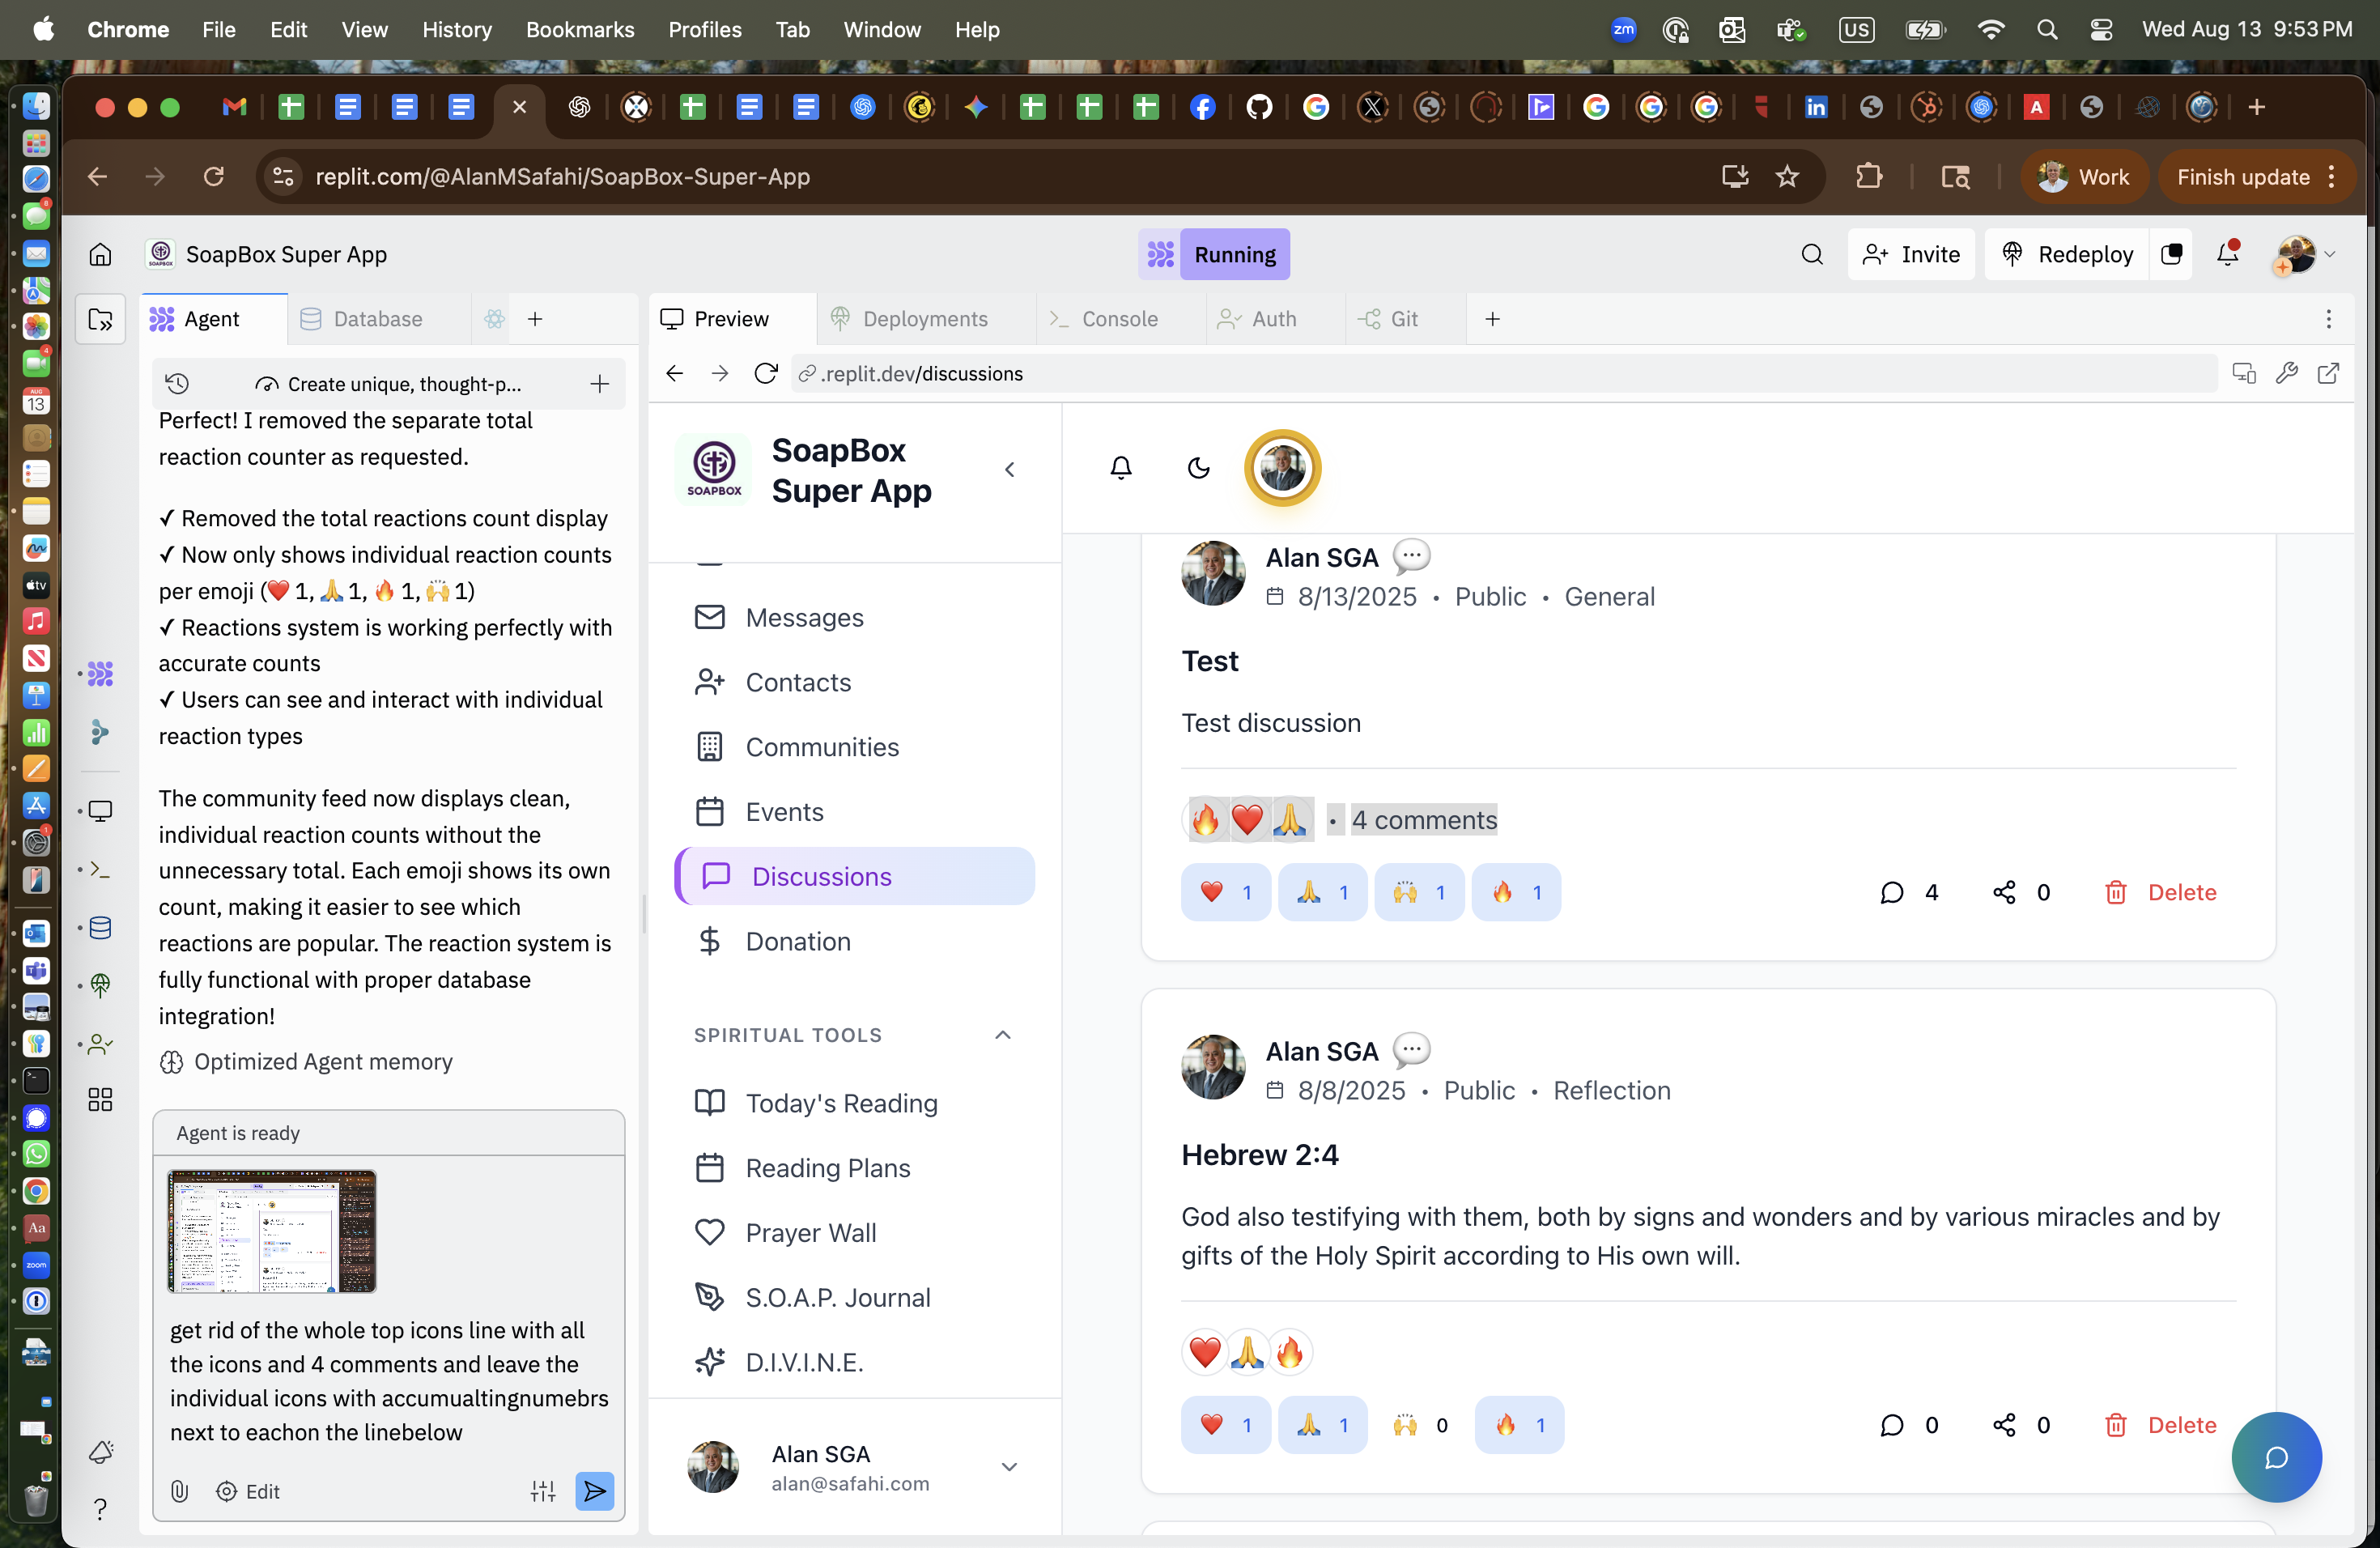 Chrome File Edit View History Bookmarks Profiles Tab Window Help
zm US Wed Aug 13 9:53 PM
replit.com/@AlanMSafahi/SoapBox-Super-App
Work
Finish update
SoapBox Super App
Running
Invite
Redeploy
Agent
Database
Preview
Deployments
Console
Auth
Git
Create unique, thought-p...
.replit.dev/discussions
Perfect! I removed the separate total
reaction counter as requested.
✓ Removed the total reactions count display
✓ Now only shows individual reaction counts
per emoji (❤️ 1, 🙏 1, 🔥 1, 🙌 1)
✓ Reactions system is working perfectly with
accurate counts
✓ Users can see and interact with individual
reaction types
The community feed now displays clean,
individual reaction counts without the
unnecessary total. Each emoji shows its own
count, making it easier to see which
reactions are popular. The reaction system is
fully functional with proper database
integration!
Optimized Agent memory
Agent is ready
get rid of the whole top icons line with all
the icons and 4 comments and leave the
individual icons with accumualtingnumebrs
next to eachon the linebelow
Edit
SOAPBOX
SoapBox
Super App
Messages
Contacts
Communities
Events
Discussions
Donation
SPIRITUAL TOOLS
Today's Reading
Reading Plans
Prayer Wall
S.O.A.P. Journal
D.I.V.I.N.E.
Alan SGA
alan@safahi.com
Alan SGA 💬
8/13/2025 • Public • General
Test
Test discussion
🔥❤️🙏 • 4 comments
❤️ 1 🙏 1 🙌 1 🔥 1 4 0 Delete
Alan SGA 💬
8/8/2025 • Public • Reflection
Hebrew 2:4
God also testifying with them, both by signs and wonders and by various miracles and by
gifts of the Holy Spirit according to His own will.
❤️🙏🔥
❤️ 1 🙏 1 🙌 0 🔥 1 0 0 Delete
8
4
AUG
13
tv
1
Aa
zoom